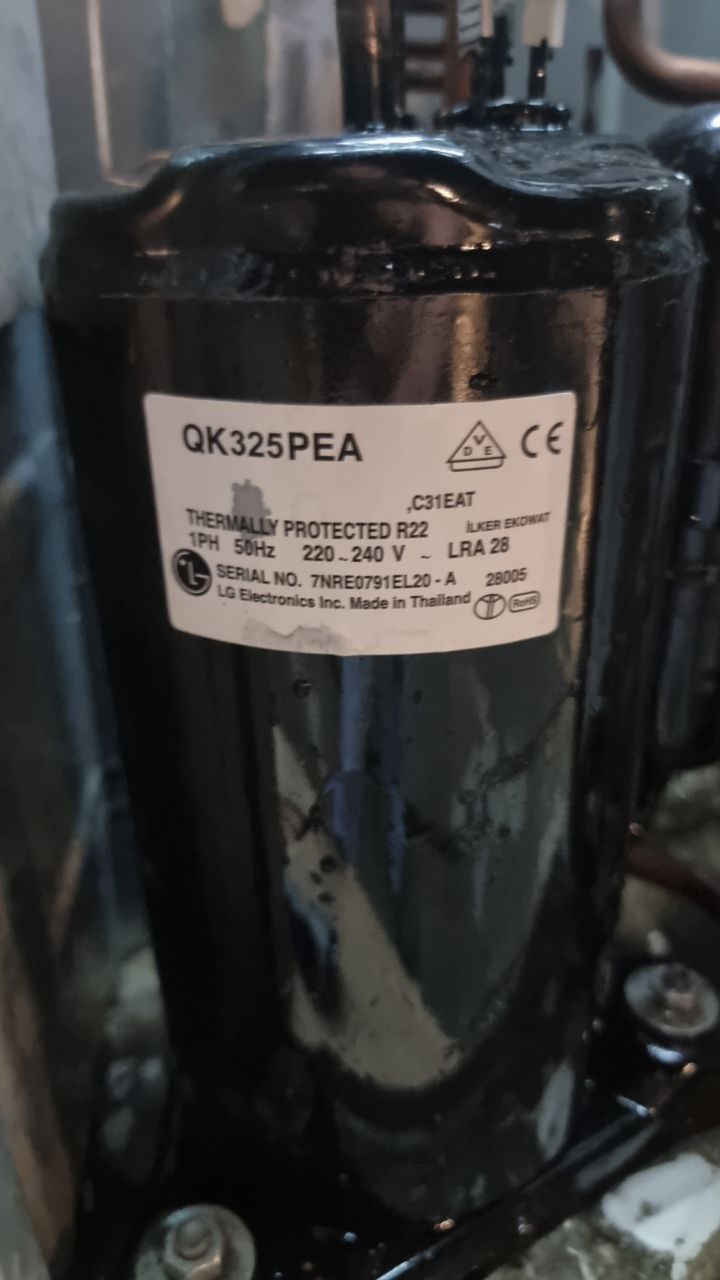 QK325PEA
VDE CE
,C31EAT
THERMALLY PROTECTED R22 İLKER EKOWAT
1PH 50Hz 220~240 V ~ LRA 28
SERIAL NO. 7NRE0791EL20-A 28005
LG Electronics Inc. Made in Thailand RoHS